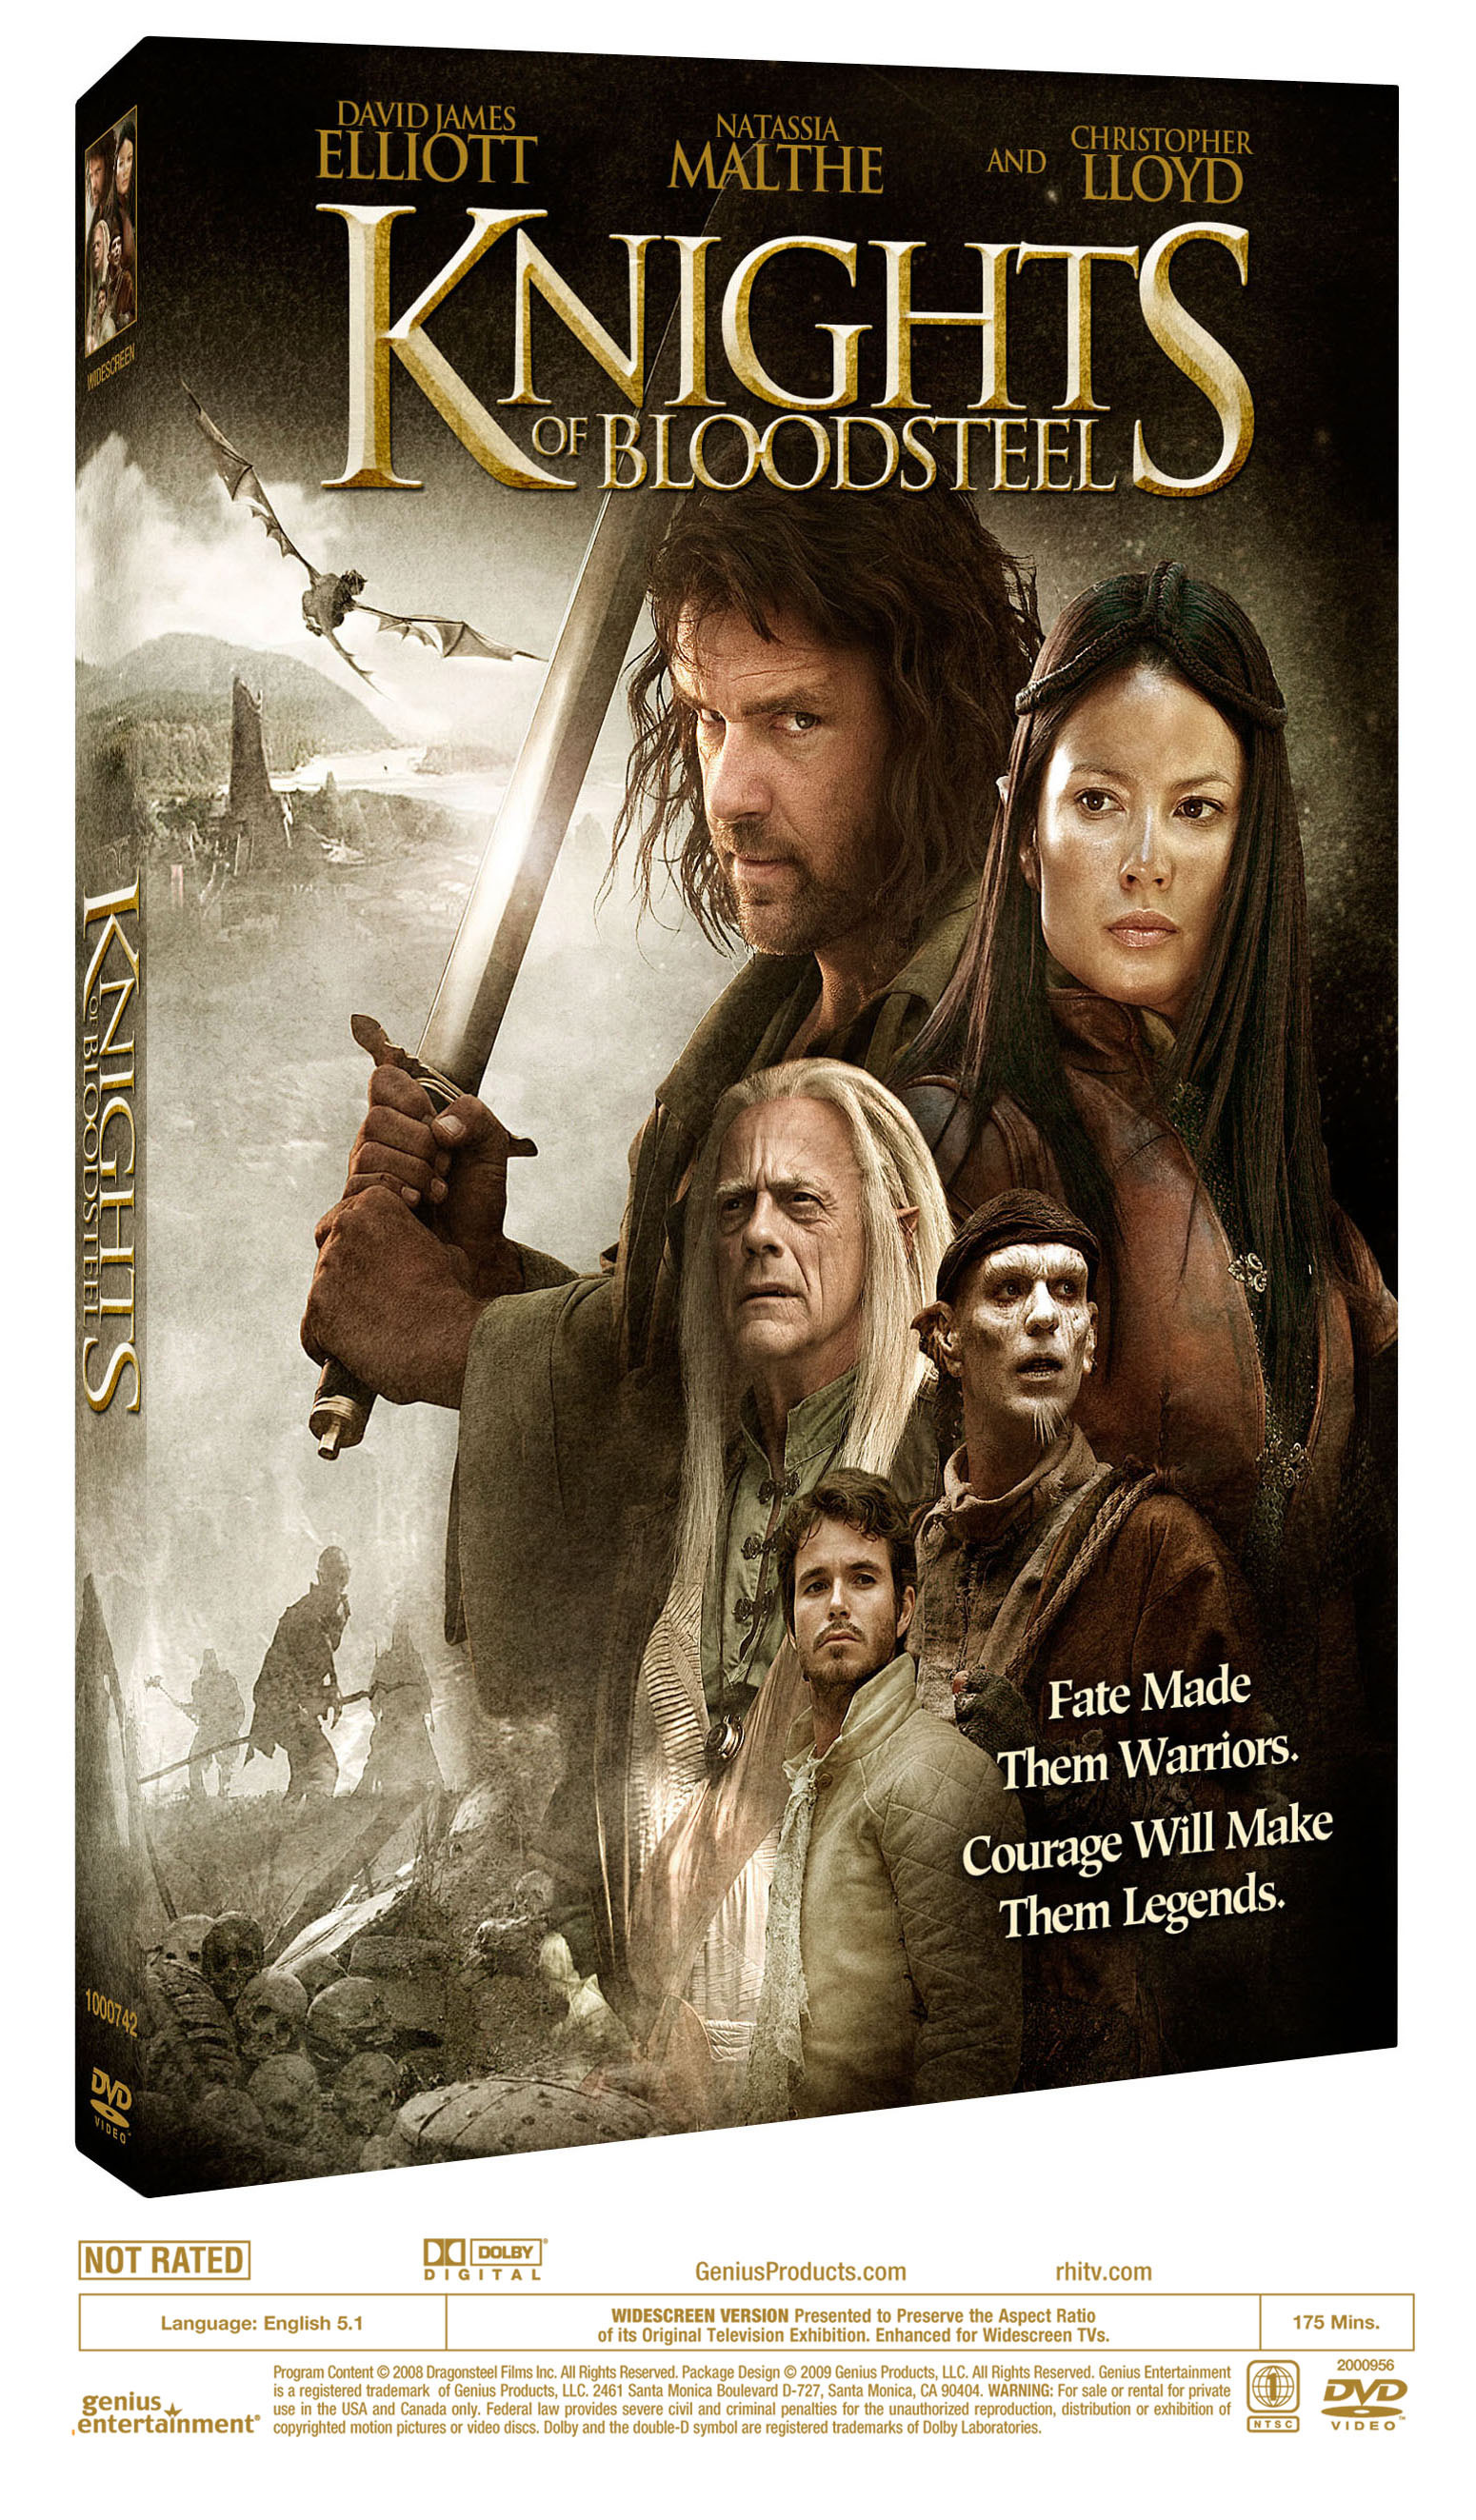 DAVID JAMES
ELLIOTT
NATASSIA
MALTHE
AND CHRISTOPHER
LLOYD
KNIGHTS
OF BLOODSTEEL
WIDESCREEN
KNIGHTS
OF BLOODSTEEL
Fate Made
Them Warriors.
Courage Will Make
Them Legends.
1000742
DVD
VIDEO
NOT RATED
DOLBY
DIGITAL
GeniusProducts.com
rhitv.com
Language: English 5.1
WIDESCREEN VERSION Presented to Preserve the Aspect Ratio
of its Original Television Exhibition. Enhanced for Widescreen TVs.
175 Mins.
genius
entertainment®
Program Content © 2008 Dragonsteel Films Inc. All Rights Reserved. Package Design © 2009 Genius Products, LLC. All Rights Reserved. Genius Entertainment
is a registered trademark of Genius Products, LLC. 2461 Santa Monica Boulevard D-727, Santa Monica, CA 90404. WARNING: For sale or rental for private
use in the USA and Canada only. Federal law provides severe civil and criminal penalties for the unauthorized reproduction, distribution or exhibition of
copyrighted motion pictures or video discs. Dolby and the double-D symbol are registered trademarks of Dolby Laboratories.
1
NTSC
2000956
DVD
VIDEO™